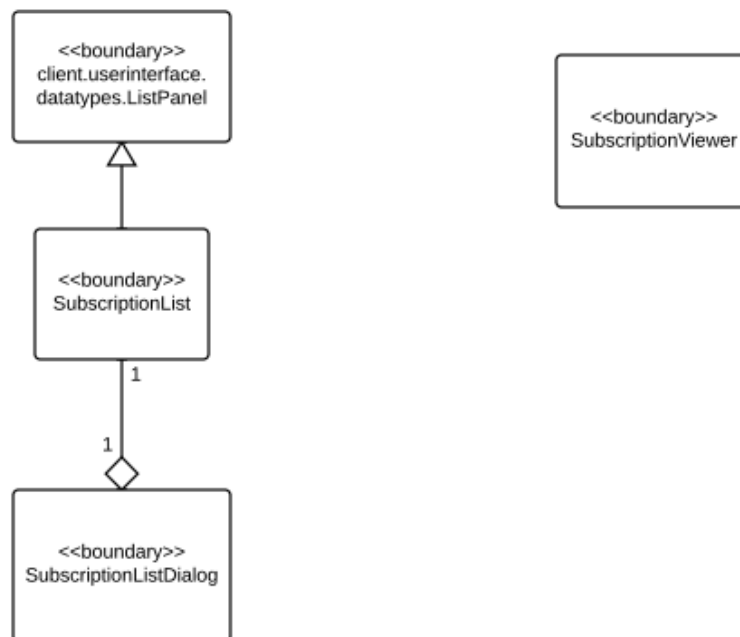 <<boundary>>
client.userinterface.
datatypes.ListPanel
<<boundary>>
SubscriptionViewer
<<boundary>>
SubscriptionList
1
1
<<boundary>>
SubscriptionListDialog